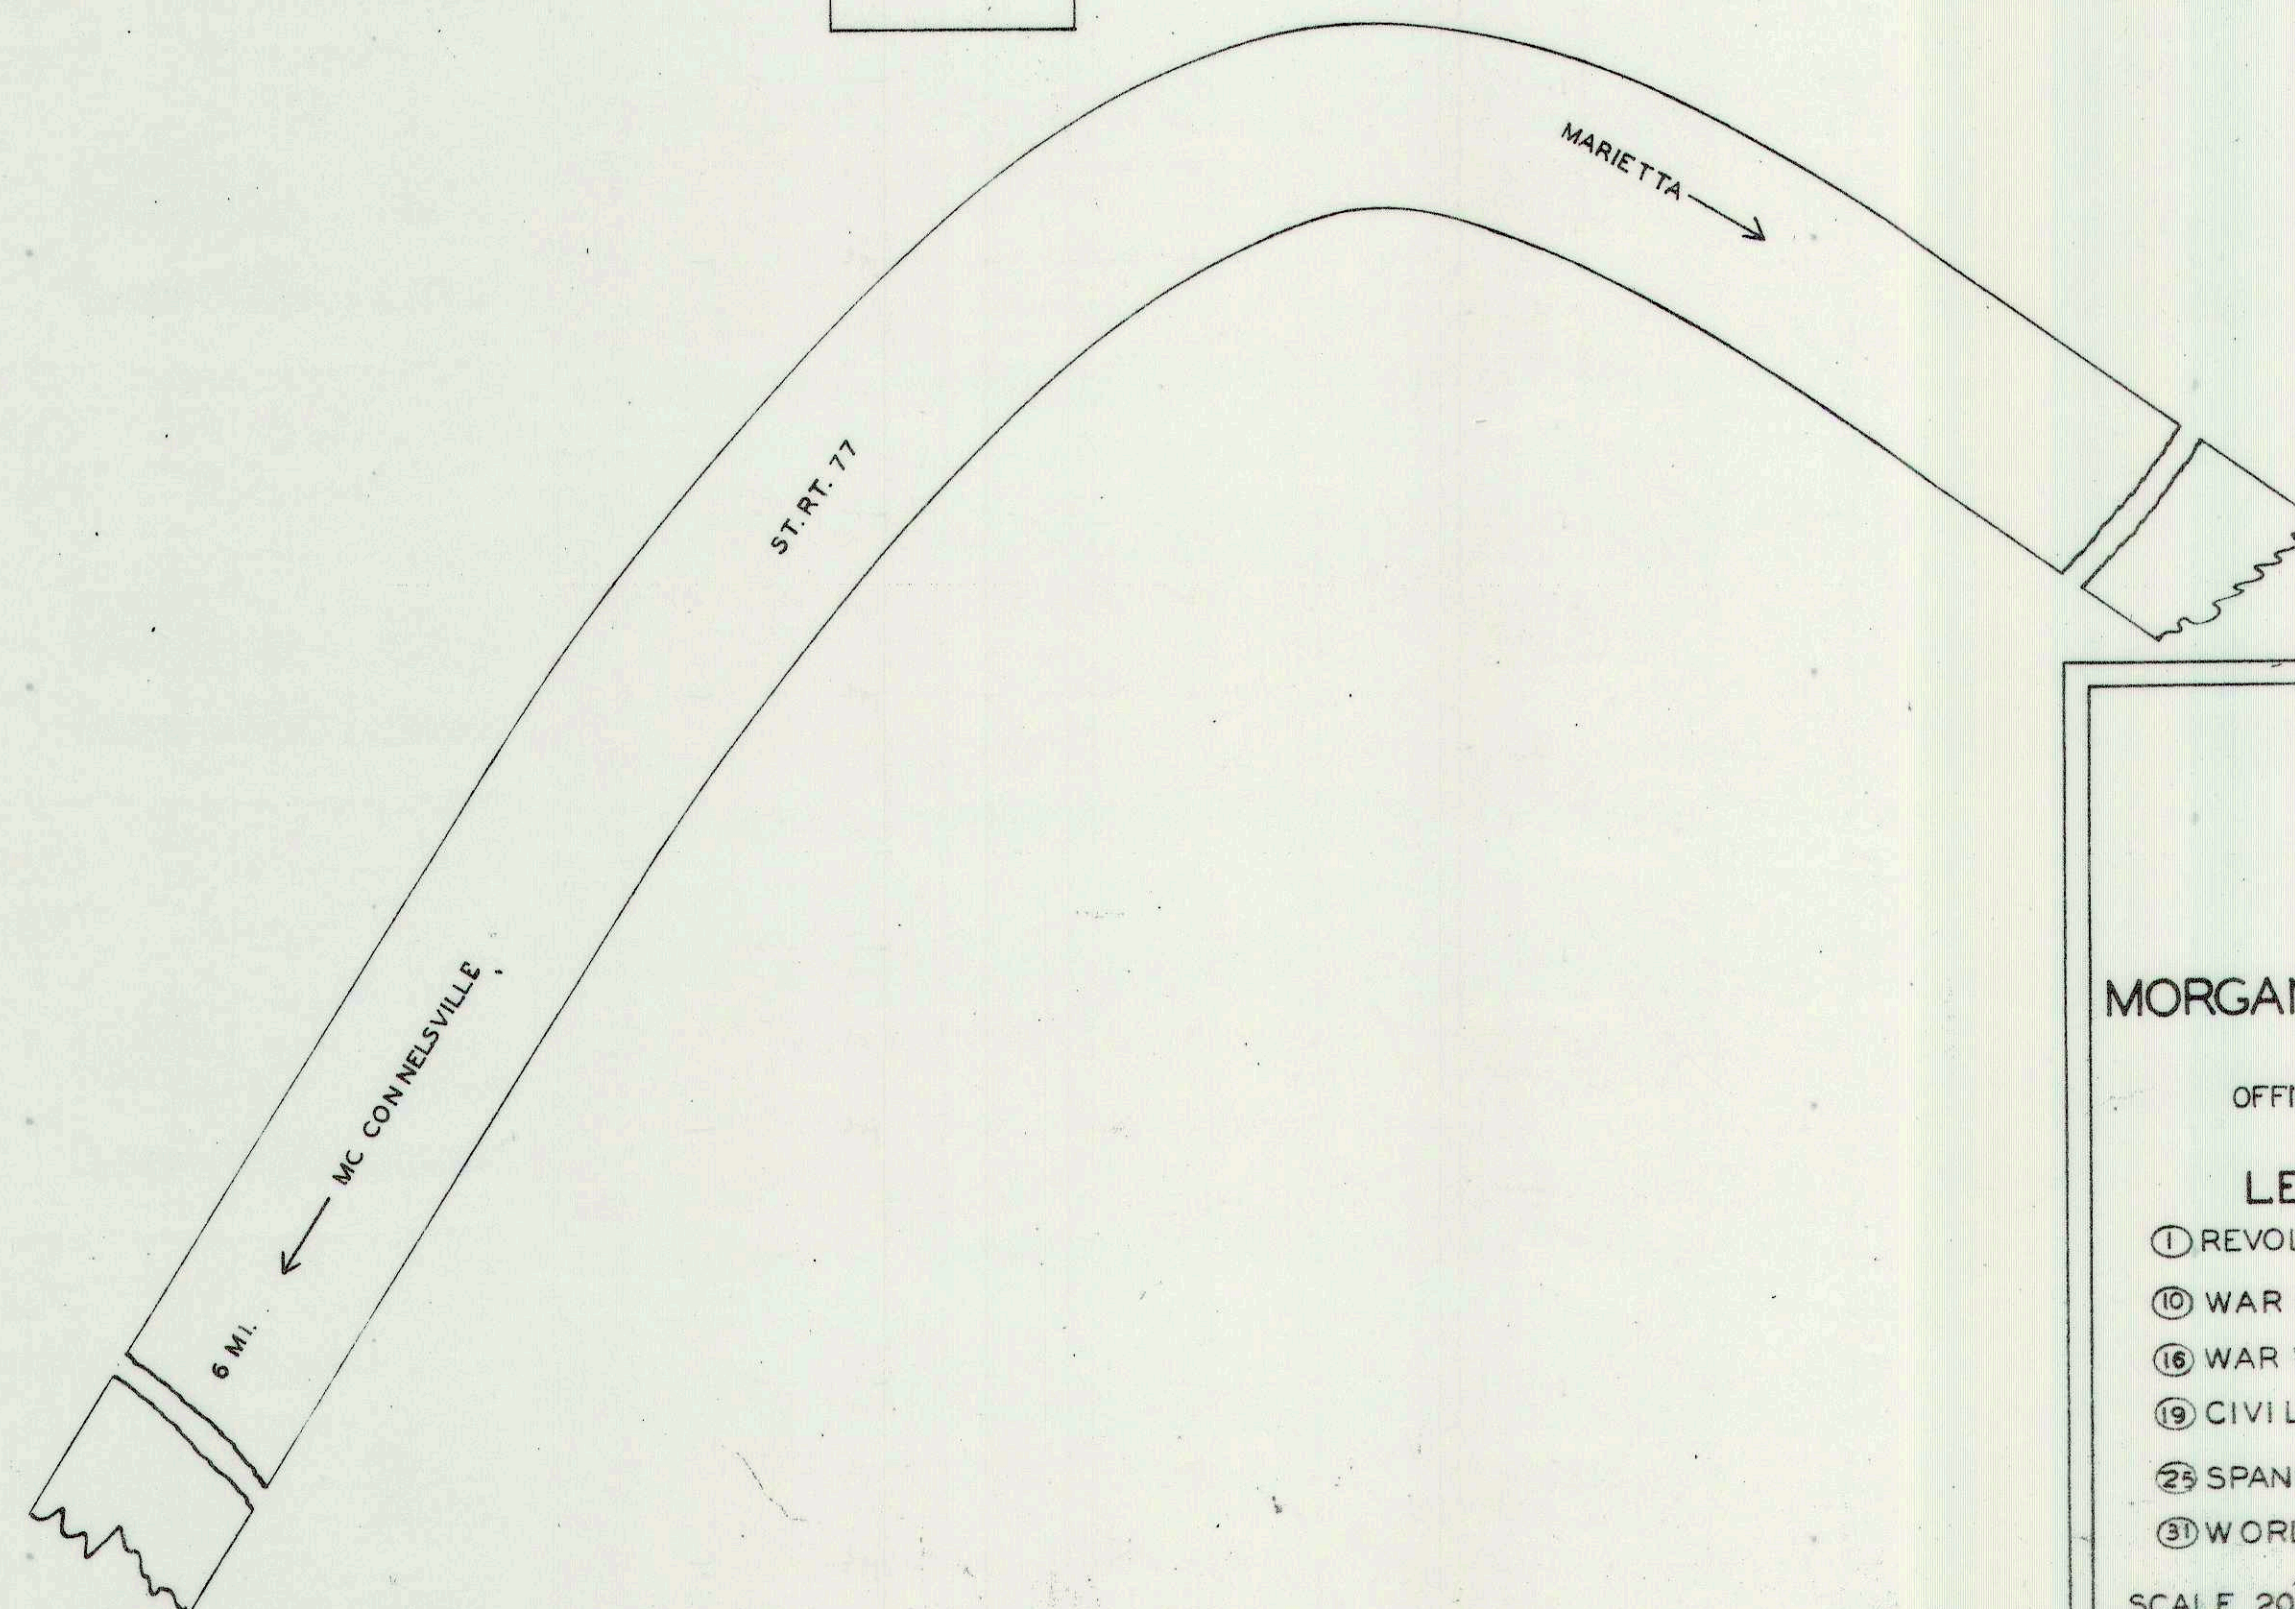 MARIETTA
ST. RT. 77
MC CONNELSVILLE
6 MI.
MORGAN
OFF
LE
1 REVOL
10 WAR
16 WAR
19 CIVIL
25 SPAN
31 WORL
SCALE 20